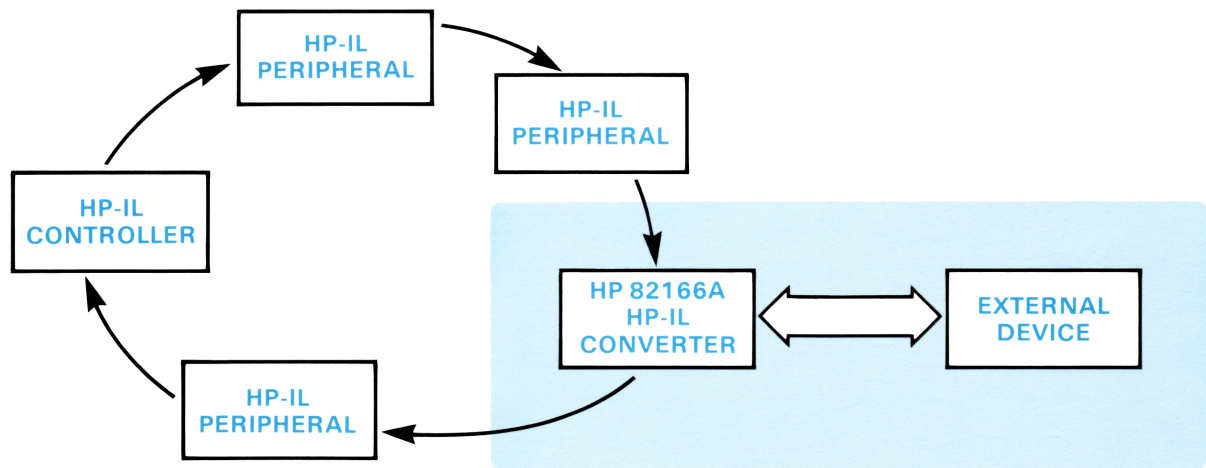 HP-IL
PERIPHERAL
HP-IL
PERIPHERAL
HP-IL
CONTROLLER
HP 82166A
HP-IL
CONVERTER
EXTERNAL
DEVICE
HP-IL
PERIPHERAL